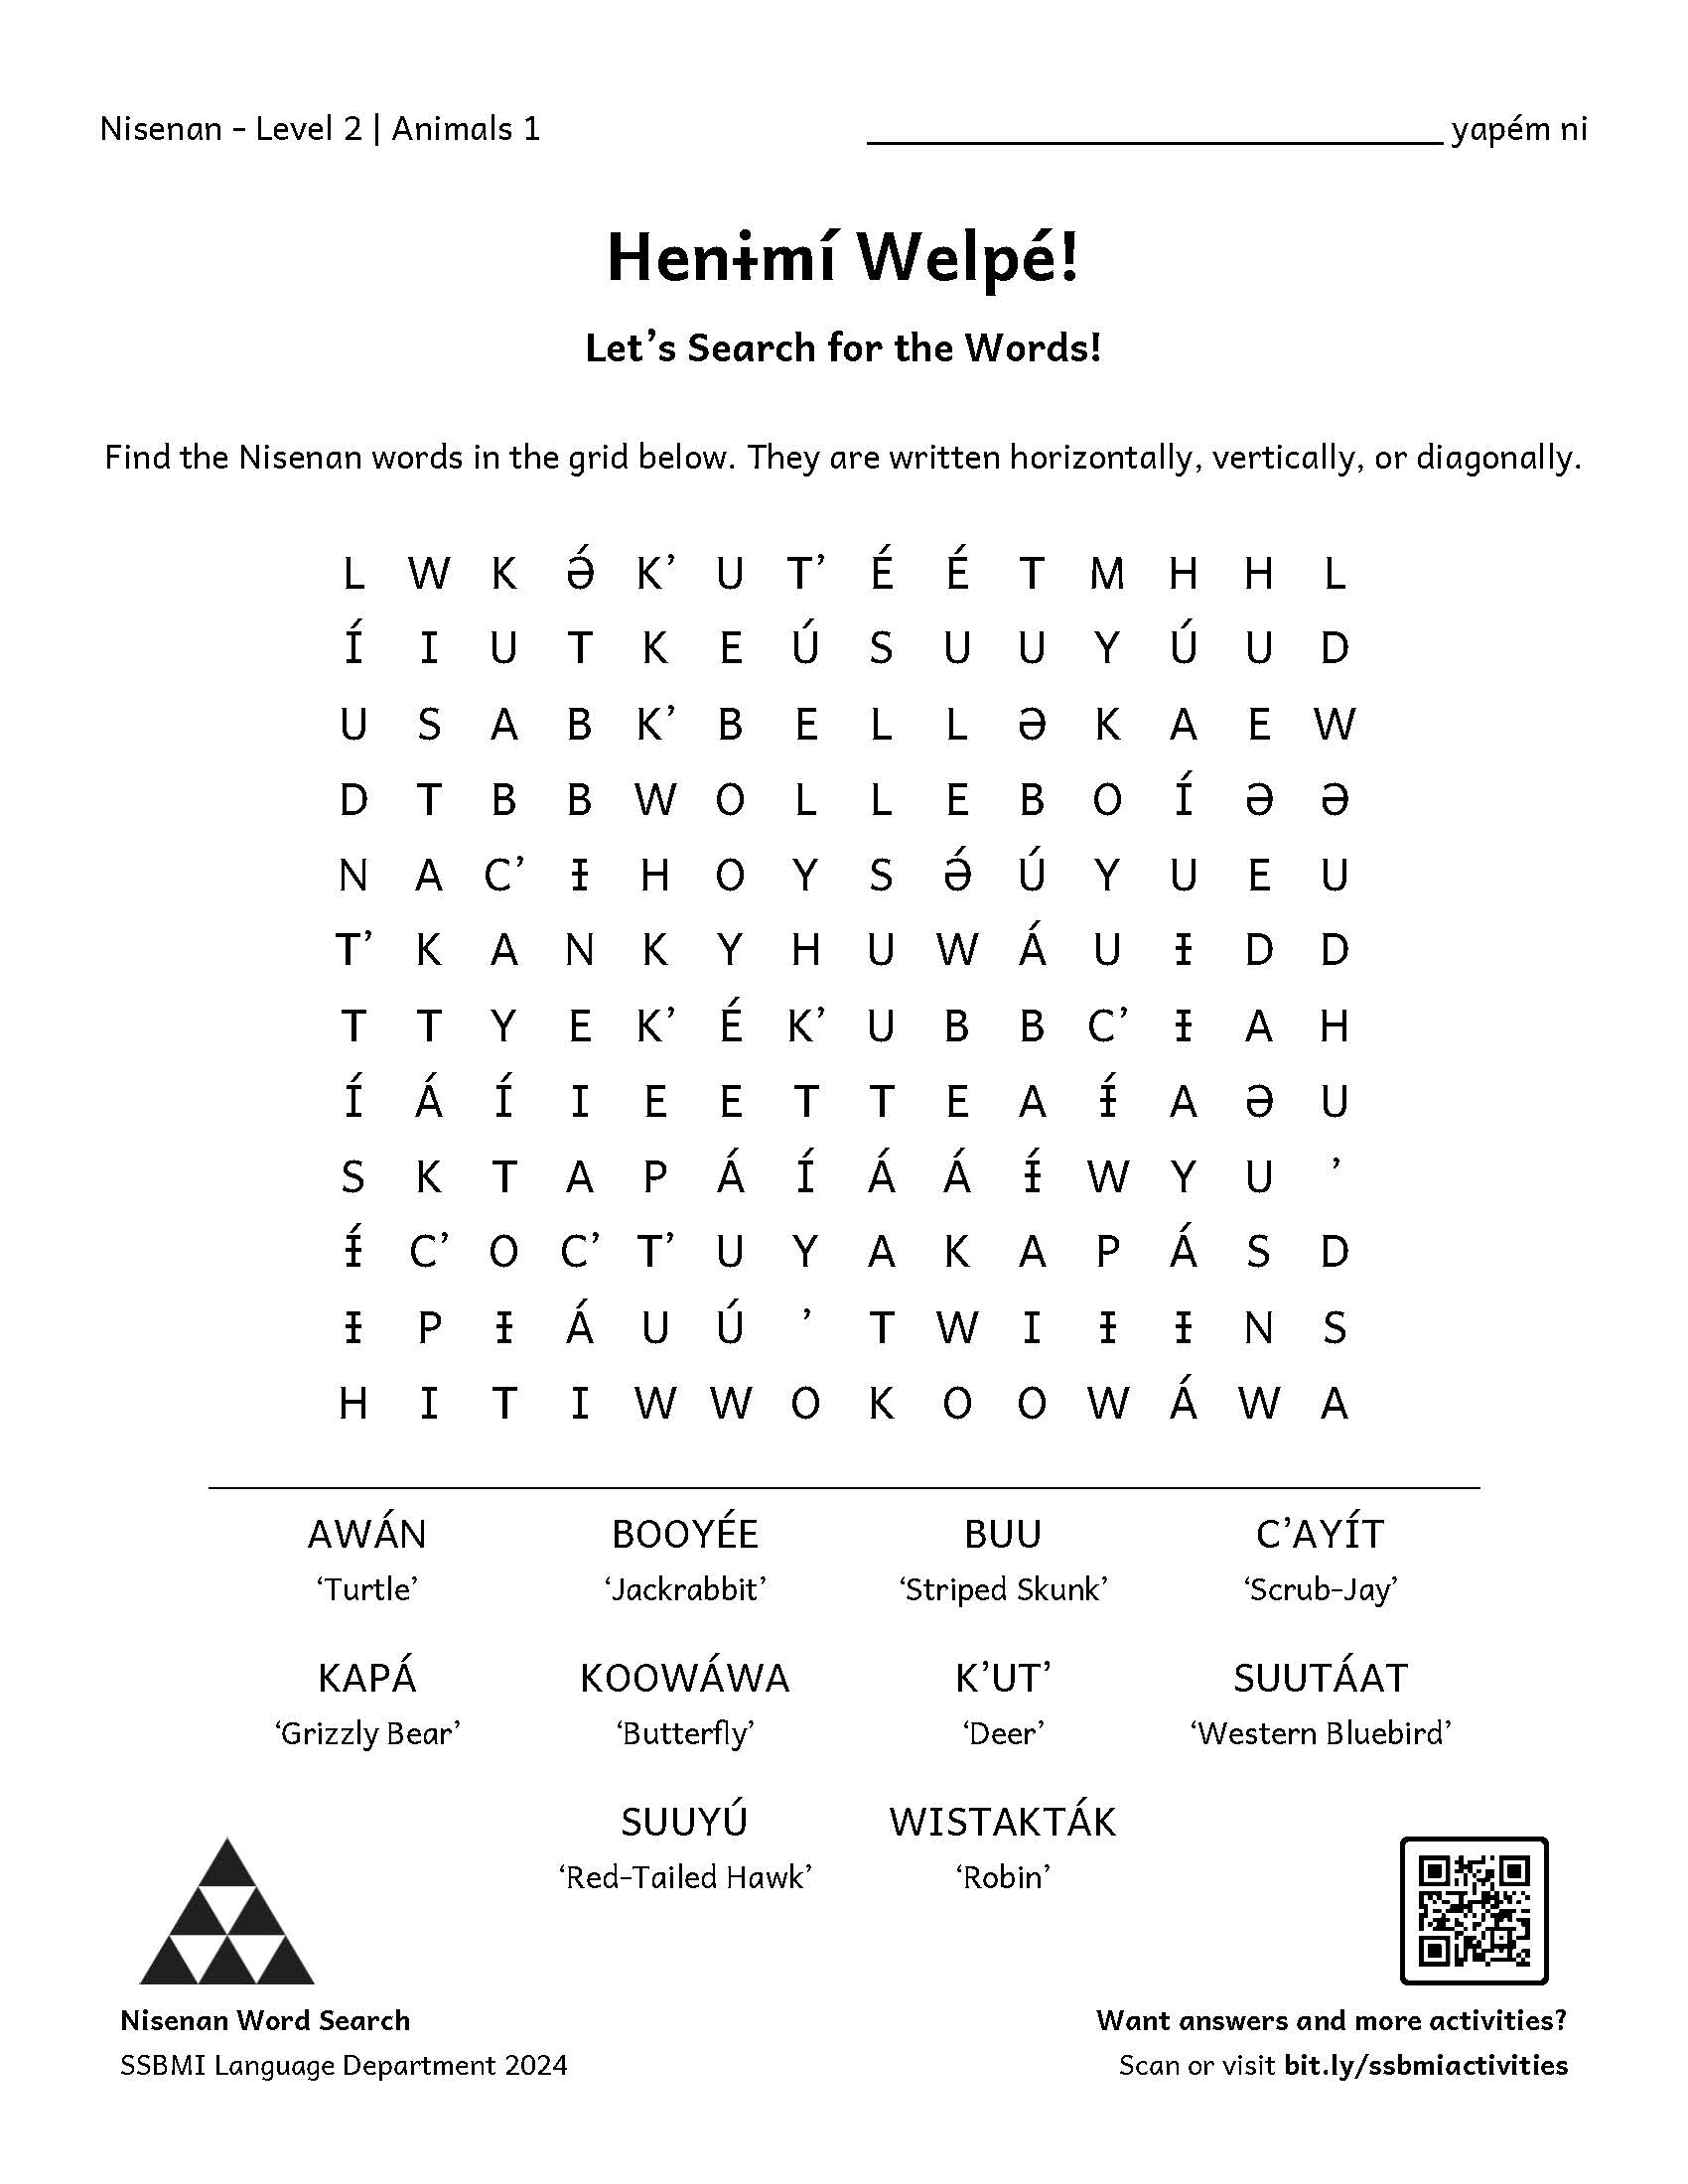 Nisenan - Level 2 | Animals 1 ______________________ yapém ni
Henɨmí Welpé!
Let’s Search for the Words!
Find the Nisenan words in the grid below. They are written horizontally, vertically, or diagonally.
L W K Ə́ K’ U T’ É É T M H H L
Í I U T K E Ú S U U Y Ú U D
U S A B K’ B E L L Ə K A E W
D T B B W O L L E B O Í Ə Ə
N A C’ Ɨ H O Y S Ə́ Ú Y U E U
T’ K A N K Y H U W Á U Ɨ D D
T T Y E K’ É K’ U B B C’ Ɨ A H
Í Á Í I E E T T E A Ɨ́ A Ə U
S K T A P Á Í Á Á Ɨ́ W Y U ’
Ɨ́ C’ O C’ T’ U Y A K A P Á S D
Ɨ P Ɨ Á U Ú ’ T W I Ɨ Ɨ N S
H I T I W W O K O O W Á W A
AWÁN BOOYÉE BUU C’AYÍT
‘Turtle’ ‘Jackrabbit’ ‘Striped Skunk’ ‘Scrub-Jay’
KAPÁ KOOWÁWA K’UT’ SUUTÁAT
‘Grizzly Bear’ ‘Butterfly’ ‘Deer’ ‘Western Bluebird’
SUUYÚ WISTAKTÁK
‘Red-Tailed Hawk’ ‘Robin’
Nisenan Word Search
SSBMI Language Department 2024
Want answers and more activities?
Scan or visit bit.ly/ssbmiactivities